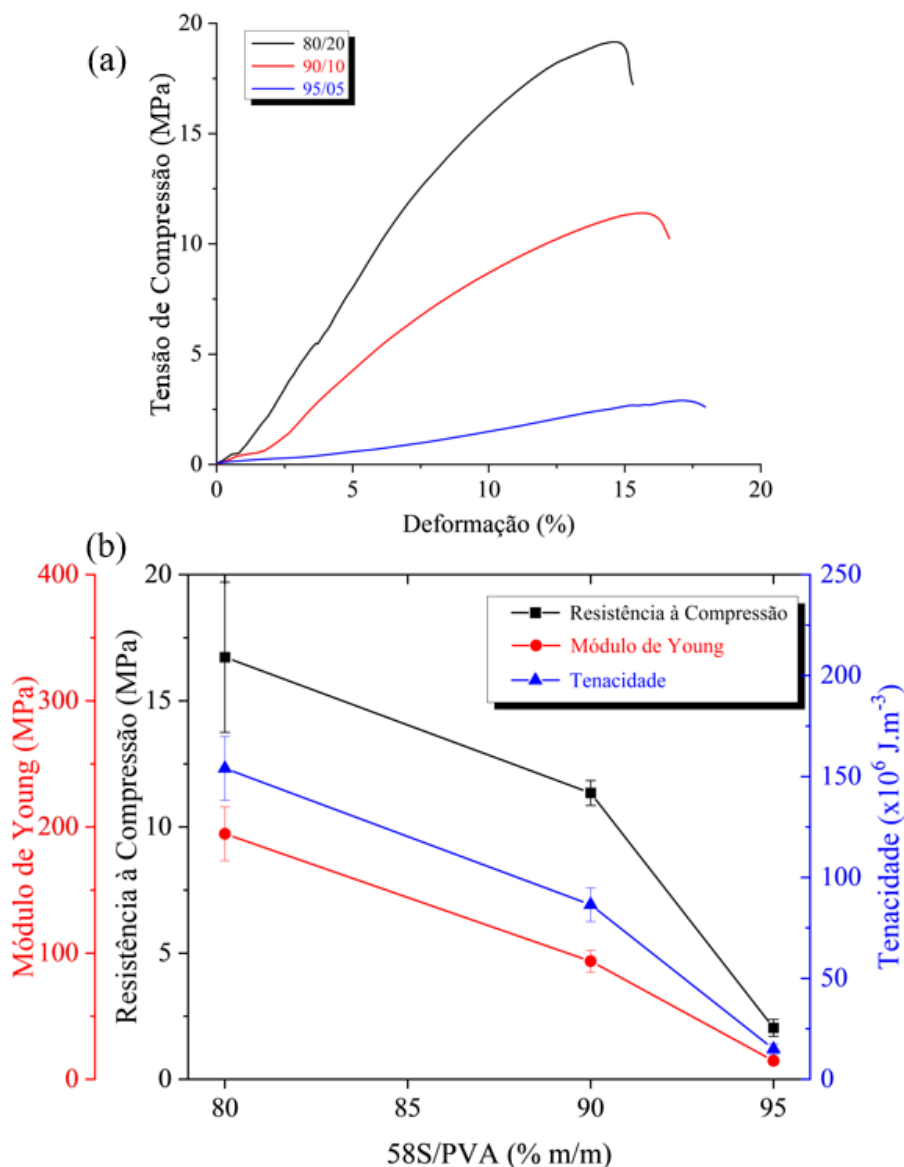 (a)
80/20
90/10
95/05
Tensão de Compressão (MPa)
20
15
10
5
0
0 5 10 15 20
Deformação (%)
(b)
Módulo de Young (MPa)
400
300
200
100
0
Resistência à Compressão (MPa)
20
15
10
5
0
Resistência à Compressão
Módulo de Young
Tenacidade
250
200
150
100
50
0
Tenacidade (x10⁶ J.m⁻³)
80 85 90 95
58S/PVA (% m/m)